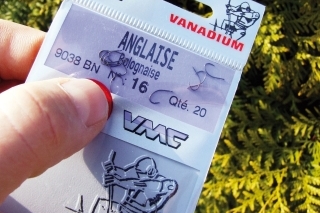 VANADIUM
ANGLAISE
Bolognaise
9038 BN N° 16
Qté. 20
VMC